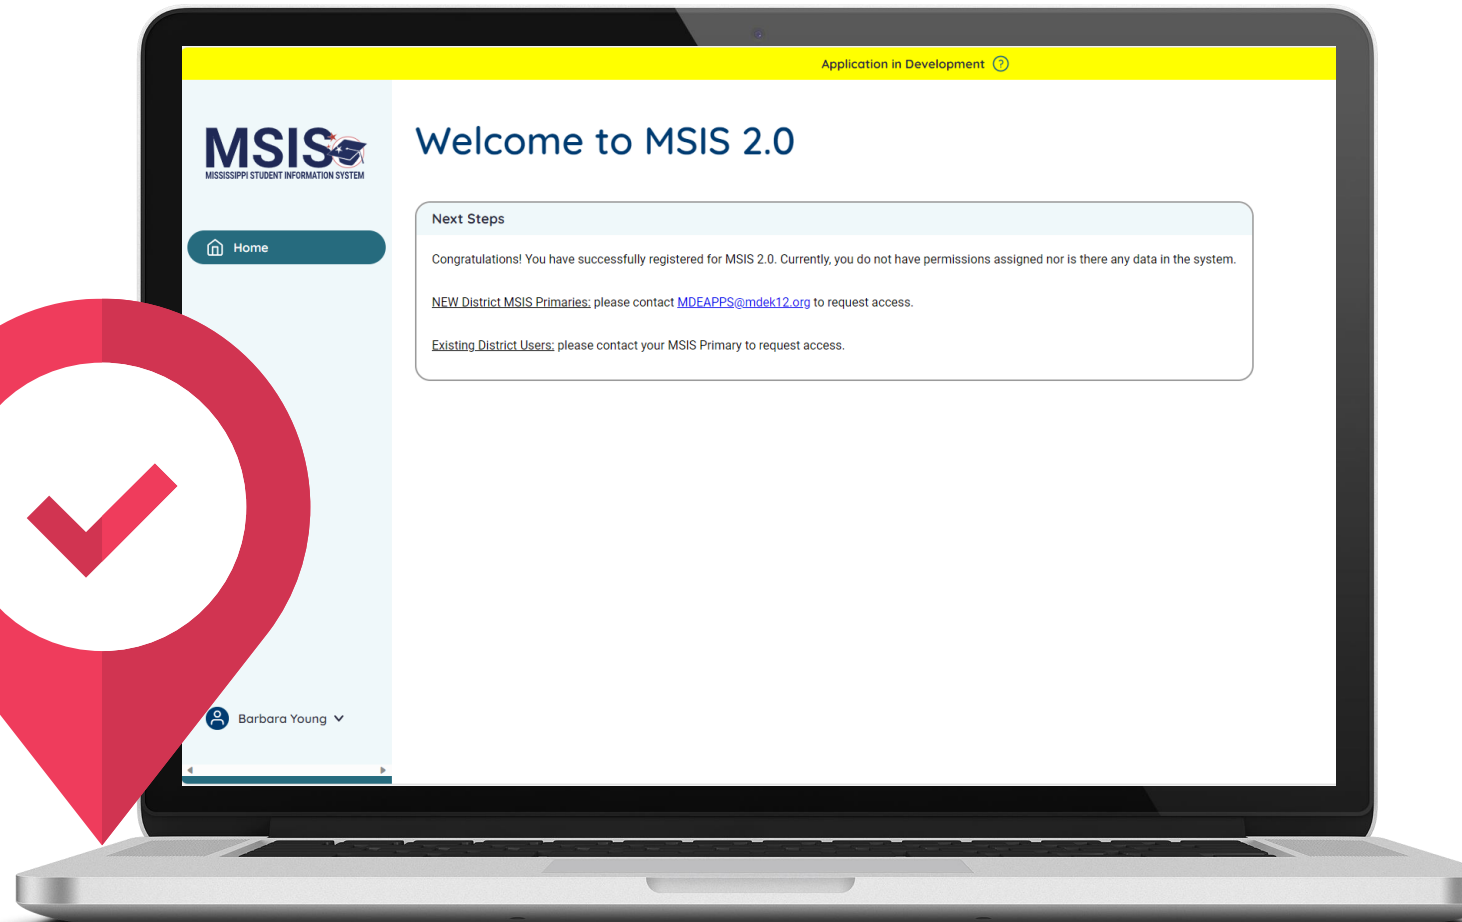 Application in Development ?
MSIS
MISSISSIPPI STUDENT INFORMATION SYSTEM
Welcome to MSIS 2.0
Home
Next Steps
Congratulations! You have successfully registered for MSIS 2.0. Currently, you do not have permissions assigned nor is there any data in the system.
NEW District MSIS Primaries: please contact MDEAPPS@mdek12.org to request access.
Existing District Users: please contact your MSIS Primary to request access.
Barbara Young